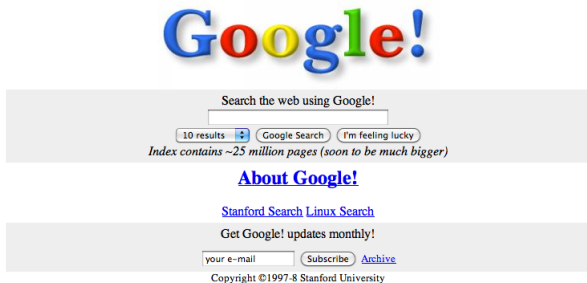 Google!
Search the web using Google!
10 results Google Search I'm feeling lucky
Index contains ~25 million pages (soon to be much bigger)
About Google!
Stanford Search Linux Search
Get Google! updates monthly!
your e-mail Subscribe Archive
Copyright ©1997-8 Stanford University